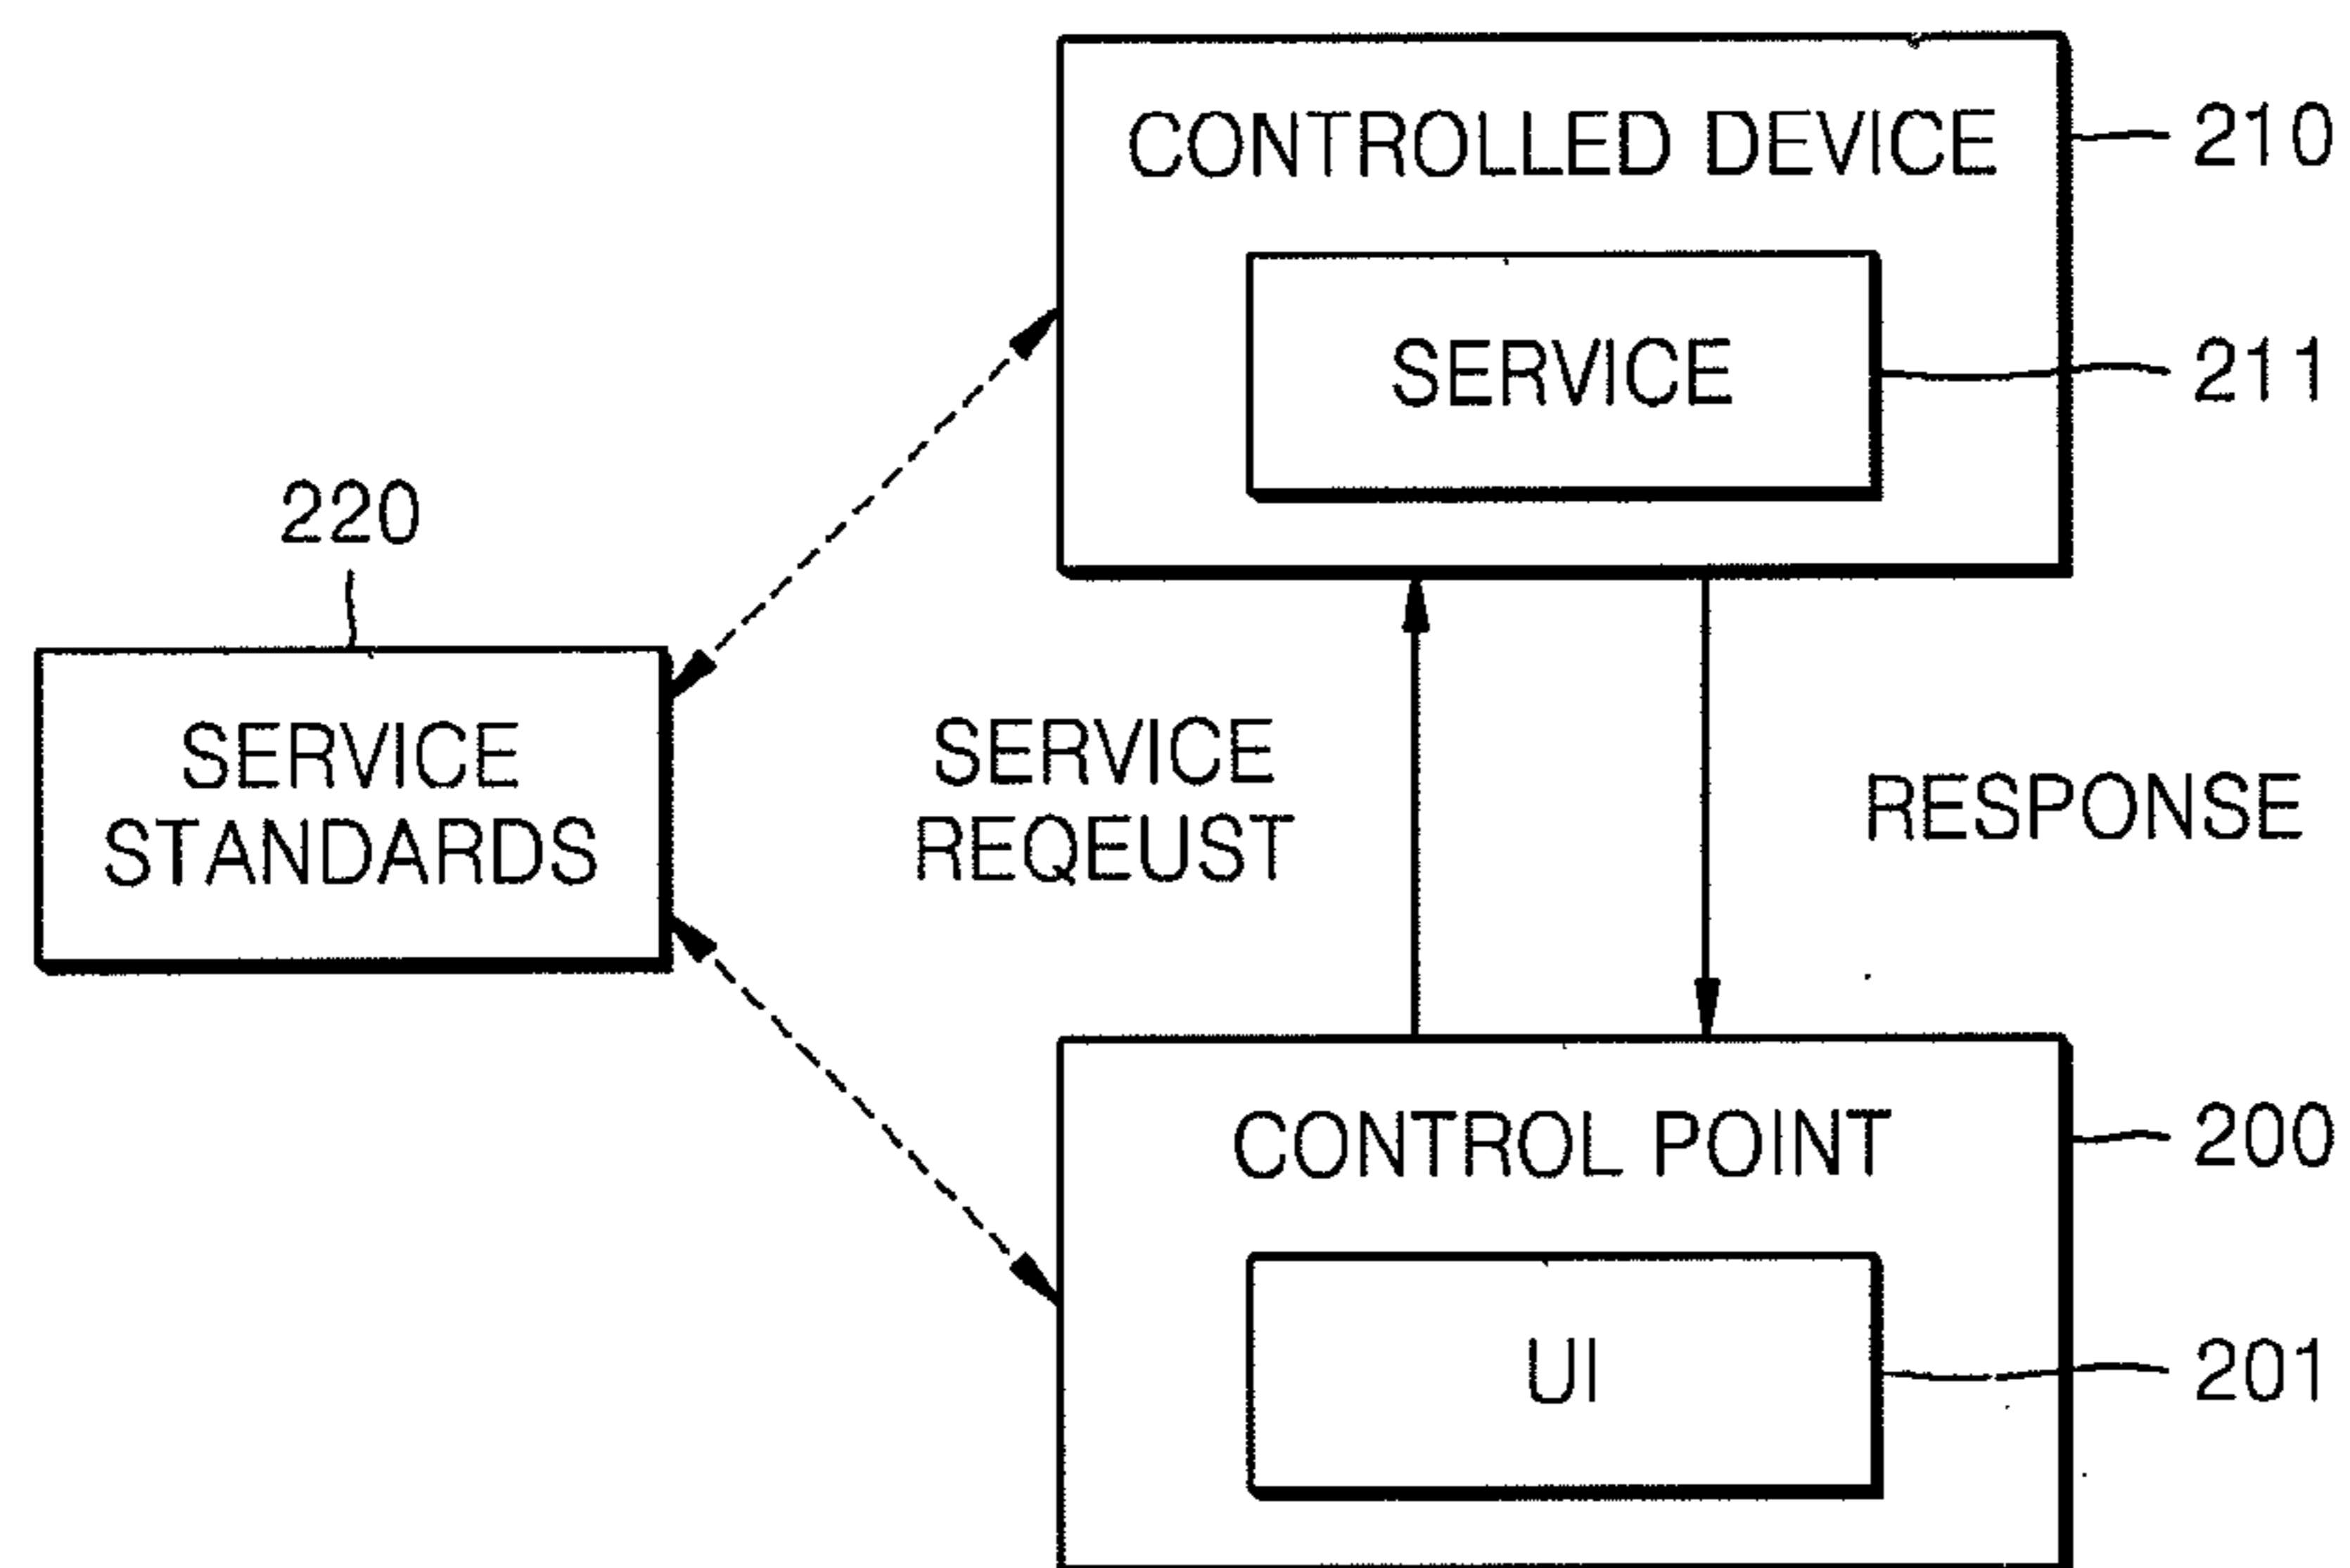 CONTROLLED DEVICE
210
SERVICE
211
220
SERVICE
STANDARDS
SERVICE
REQEUST
RESPONSE
CONTROL POINT
200
UI
201